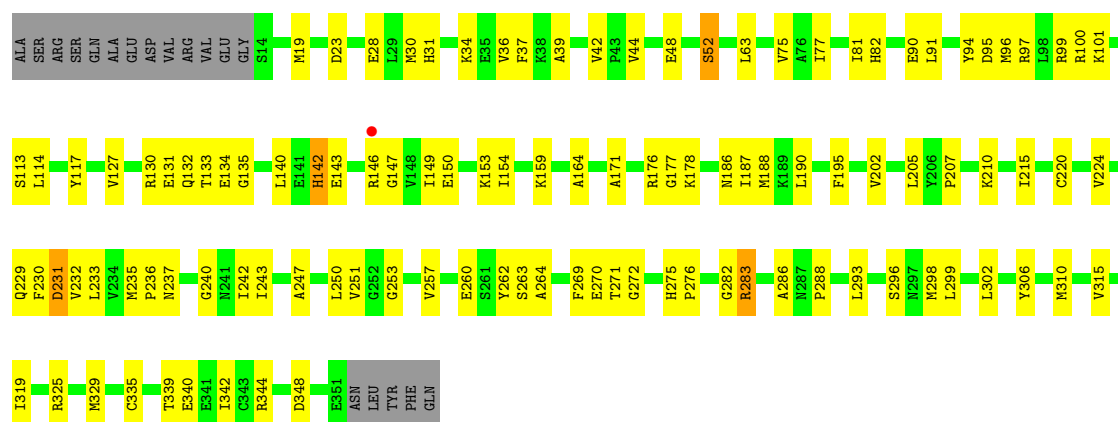 ALA SER ARG SER GLN ALA GLU ASP VAL ARG VAL GLU GLY S14 M19 D23 E28 L29 M30 H31 K34 E35 V36 F37 K38 A39 V42 P43 V44 E48 S52 L63 V75 A76 I77 I81 H82 E90 L91 Y94 D95 M96 R97 L98 R99 R100 K101
S113 L114 Y117 V127 R130 E131 Q132 T133 E134 G135 L140 E141 H142 E143 R146 G147 V148 I149 E150 K153 I154 K159 A164 A171 R176 G177 K178 N186 I187 M188 K189 L190 F195 V202 L205 Y206 P207 K210 I215 C220 V224
Q229 F230 D231 V232 L233 V234 M235 P236 N237 G240 N241 I242 I243 A247 L250 V251 G252 G253 V257 E260 S261 Y262 S263 A264 F269 E270 T271 G272 H275 P276 G282 R283 A286 N287 P288 L293 S296 N297 M298 L299 L302 Y306 M310 V315
I319 R325 M329 C335 T339 E340 E341 I342 C343 R344 D348 E351 ASN LEU TYR PHE GLN